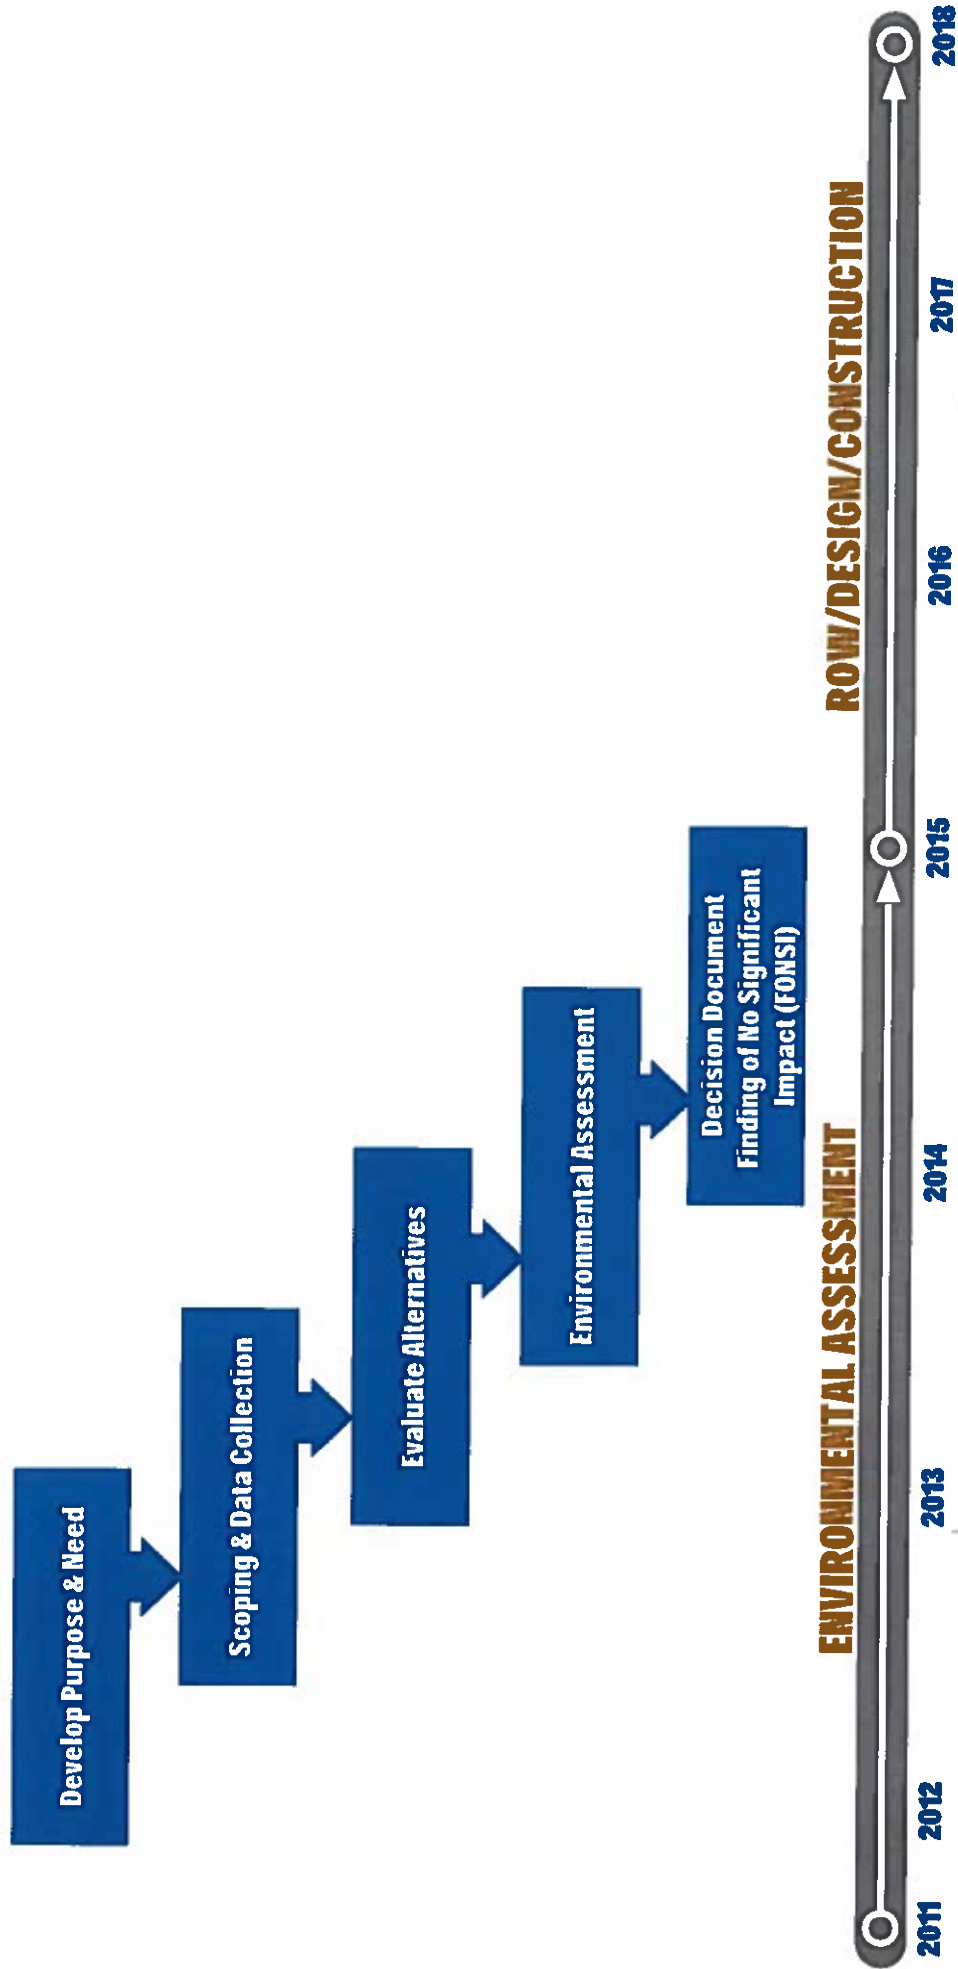 Develop Purpose & Need
Scoping & Data Collection
Evaluate Alternatives
Environmental Assessment
Decision Document
Finding of No Significant
Impact (FONSI)
ENVIRONMENTAL ASSESSMENT
ROW/DESIGN/CONSTRUCTION
2011
2012
2013
2014
2015
2016
2017
2018